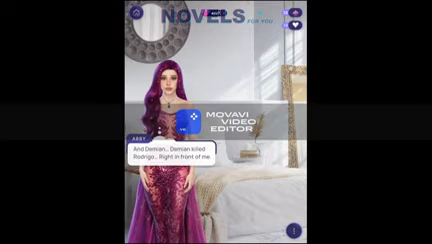 NOVELS
FOR YOU
MOVAVI
VIDEO
EDITOR
ABBY
And Demian... Demian killed
Rodrigo... Right in front of me.